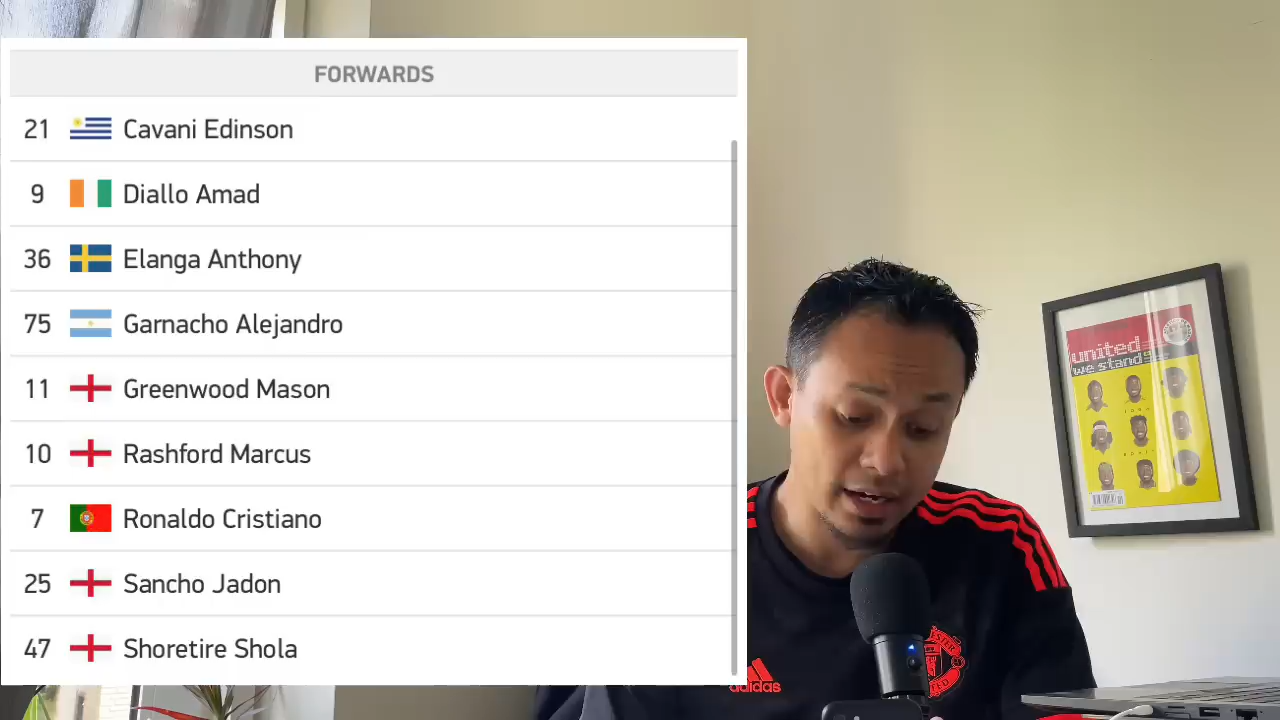 FORWARDS
21 Cavani Edinson
9 Diallo Amad
36 Elanga Anthony
75 Garnacho Alejandro
11 Greenwood Mason
10 Rashford Marcus
7 Ronaldo Cristiano
25 Sancho Jadon
47 Shoretire Shola
united
we stand
adidas